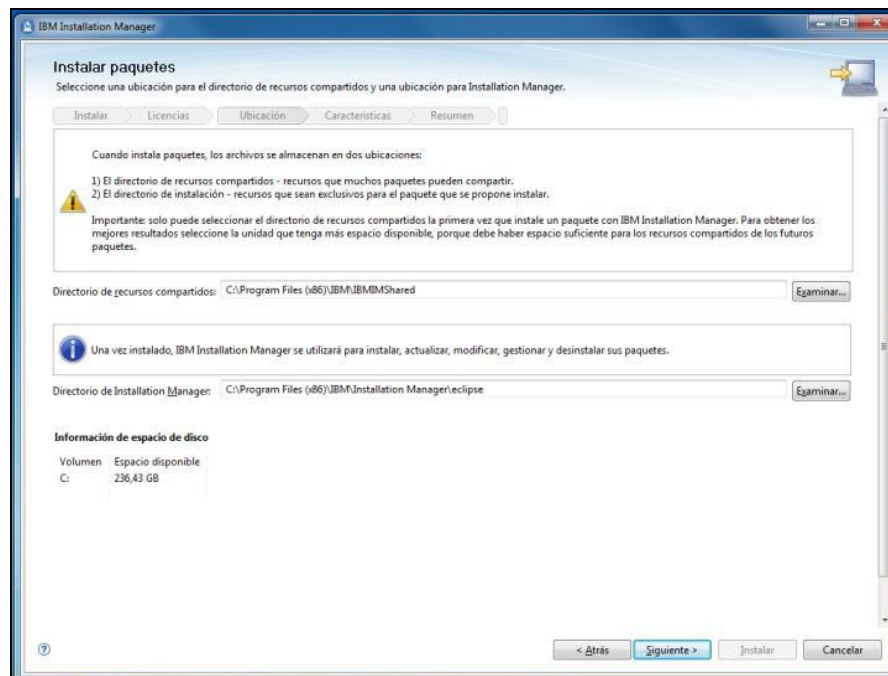 IBM Installation Manager
Instalar paquetes
Seleccione una ubicación para el directorio de recursos compartidos y una ubicación para Installation Manager.
Instalar Licencias Ubicación Características Resumen
Cuando instala paquetes, los archivos se almacenan en dos ubicaciones:
1) El directorio de recursos compartidos - recursos que muchos paquetes pueden compartir.
2) El directorio de instalación - recursos que sean exclusivos para el paquete que se propone instalar.
Importante: solo puede seleccionar el directorio de recursos compartidos la primera vez que instale un paquete con IBM Installation Manager. Para obtener los
mejores resultados seleccione la unidad que tenga más espacio disponible, porque debe haber espacio suficiente para los recursos compartidos de los futuros
paquetes.
Directorio de recursos compartidos: C:\Program Files (x86)\IBM\IBMIMShared Examinar...
Una vez instalado, IBM Installation Manager se utilizará para instalar, actualizar, modificar, gestionar y desinstalar sus paquetes.
Directorio de Installation Manager: C:\Program Files (x86)\IBM\Installation Manager\eclipse Examinar...
Información de espacio de disco
Volumen Espacio disponible
C: 236,43 GB
? < Atrás Siguiente > Instalar Cancelar